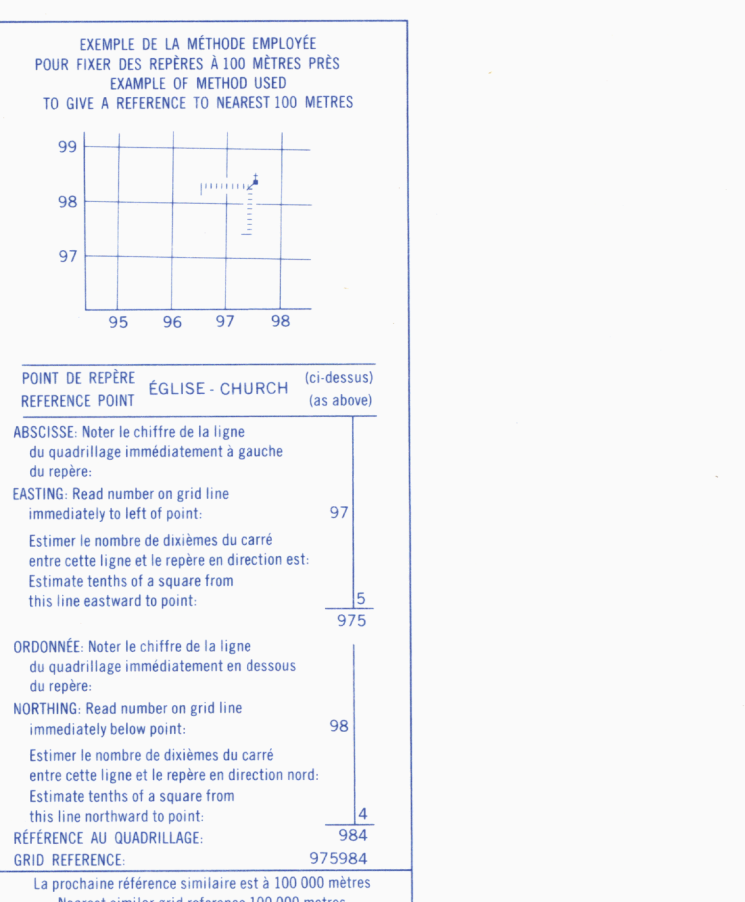 EXEMPLE DE LA MÉTHODE EMPLOYÉE
POUR FIXER DES REPÈRES À 100 MÈTRES PRÈS
EXAMPLE OF METHOD USED
TO GIVE A REFERENCE TO NEAREST 100 METRES
99
98
97
95 96 97 98
POINT DE REPÈRE ÉGLISE - CHURCH (ci-dessus)
REFERENCE POINT (as above)
ABSCISSE: Noter le chiffre de la ligne
du quadrillage immédiatement à gauche
du repère:
EASTING: Read number on grid line
immediately to left of point: 97
Estimer le nombre de dixièmes du carré
entre cette ligne et le repère en direction est:
Estimate tenths of a square from
this line eastward to point: 5
975
ORDONNÉE: Noter le chiffre de la ligne
du quadrillage immédiatement en dessous
du repère:
NORTHING: Read number on grid line
immediately below point: 98
Estimer le nombre de dixièmes du carré
entre cette ligne et le repère en direction nord:
Estimate tenths of a square from
this line northward to point: 4
RÉFÉRENCE AU QUADRILLAGE: 984
GRID REFERENCE: 975984
La prochaine référence similaire est à 100 000 mètres
Nearest similar grid reference 100 000 metres